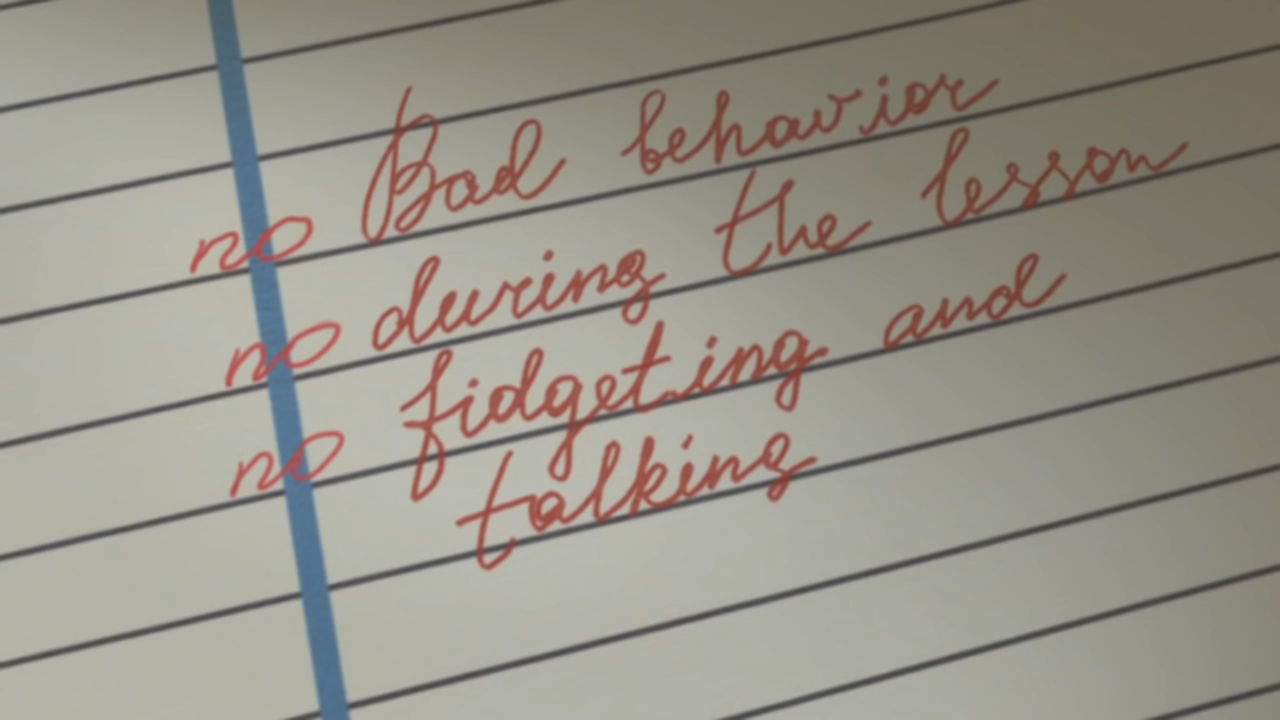 no Bad behavior
no during the lesson
no fidgeting and
talking